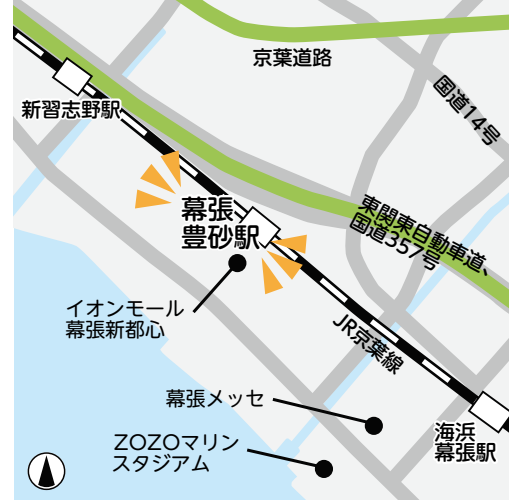 京葉道路
国道14号
新習志野駅
幕張
豊砂駅
東関東自動車道、
国道357号
イオンモール
幕張新都心
JR京葉線
幕張メッセ
海浜
幕張駅
ZOZOマリン
スタジアム